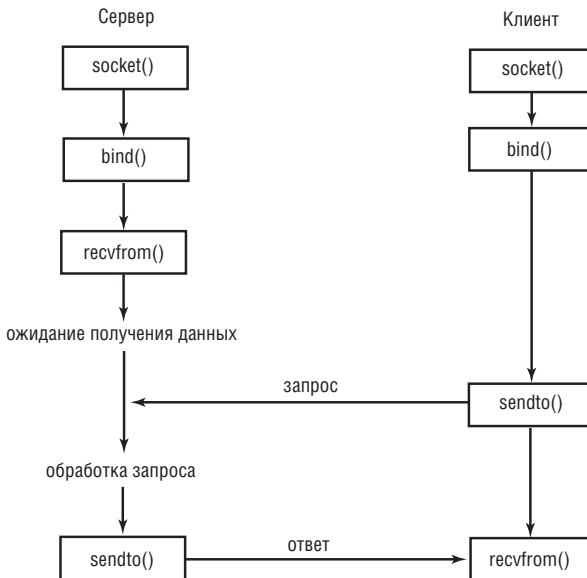 Сервер
Клиент
socket()
socket()
bind()
bind()
recvfrom()
ожидание получения данных
запрос
sendto()
обработка запроса
sendto()
ответ
recvfrom()